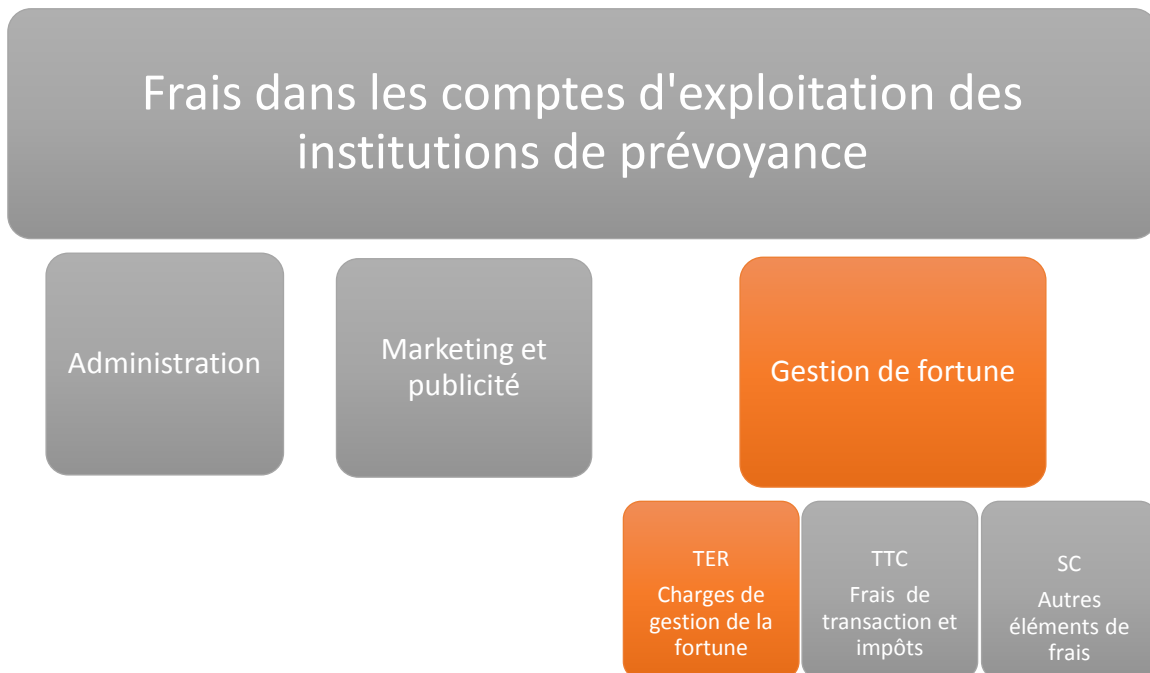 Frais dans les comptes d'exploitation des
institutions de prévoyance
Administration
Marketing et
publicité
Gestion de fortune
TER
Charges de
gestion de la
fortune
TTC
Frais de
transaction et
impôts
SC
Autres
éléments de
frais